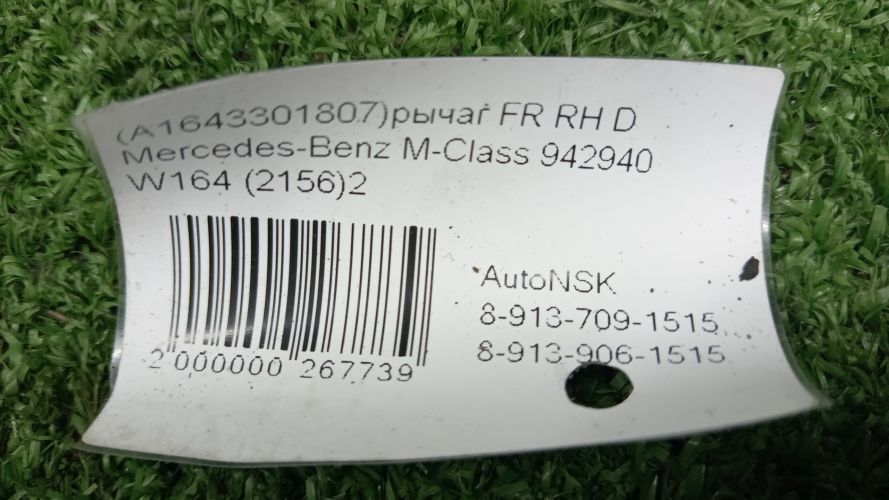 (A1643301807)рычаг FR RH D
Mercedes-Benz M-Class 942940
W164 (2156)2
AutoNSK
8-913-709-1515
8-913-906-1515
2 000000 267739